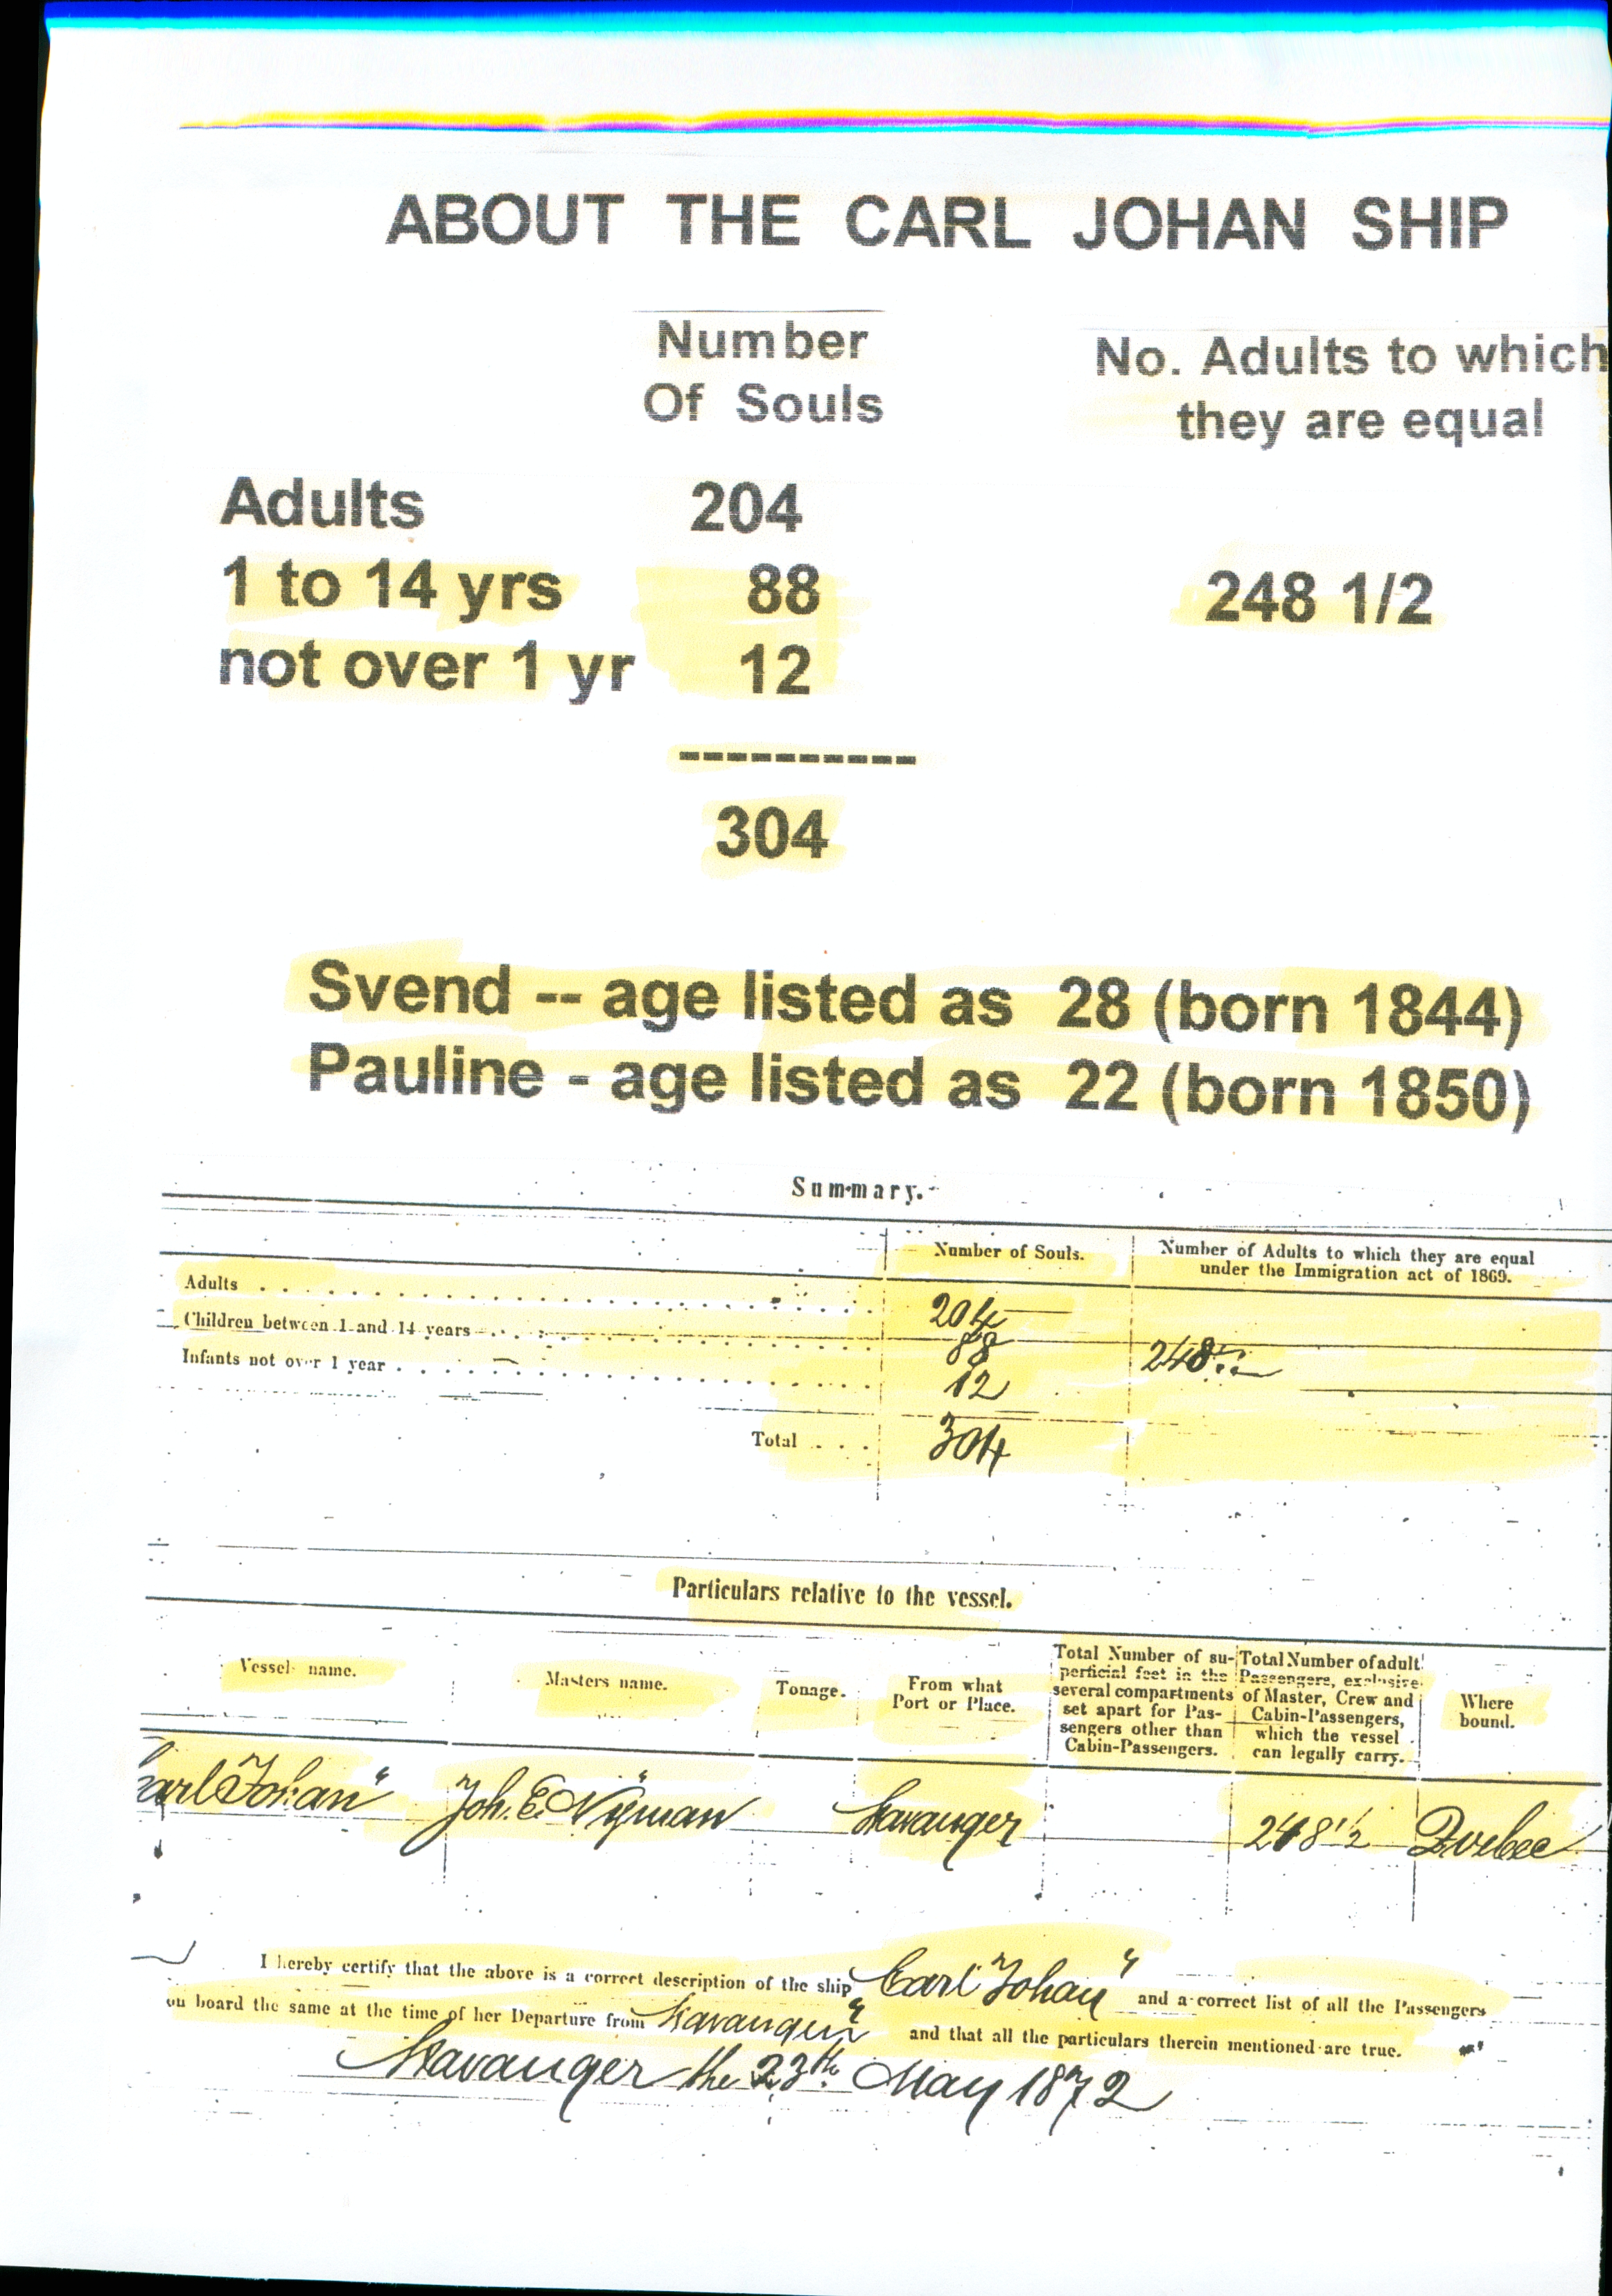 ABOUT THE CARL JOHAN SHIP
Number No. Adults to which
Of Souls they are equal
Adults 204
1 to 14 yrs 88 248 1/2
not over 1 yr 12
-----------
304
Svend -- age listed as 28 (born 1844)
Pauline - age listed as 22 (born 1850)
Summary.
Number of Souls. Number of Adults to which they are equal
under the Immigration act of 1869.
Adults 204
Children between 1 and 14 years 88 248
Infants not over 1 year 12
Total 304
Particulars relative to the vessel.
Vessel name. Masters name. Tonage. From what Port or Place. Total Number of superficial feet in the several compartments set apart for Passengers other than Cabin-Passengers. Total Number of adult Passengers, exclusive of Master, Crew and Cabin-Passengers, which the vessel can legally carry. Where bound.
Carl Johan" Joh. E. Nyman Stavanger 248 1/2 Quebec
I hereby certify that the above is a correct description of the ship Carl Johan" and a correct list of all the Passengers
on board the same at the time of her Departure from Stavanger and that all the particulars therein mentioned are true.
Stavanger the 23th May 1872